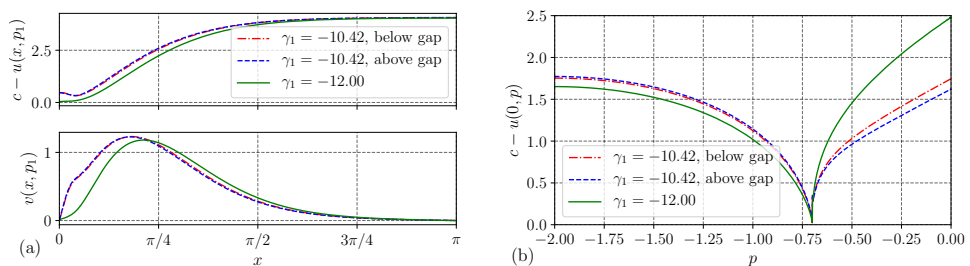 c − u(x, p₁)
2.5
0.0
γ₁ = −10.42, below gap
γ₁ = −10.42, above gap
γ₁ = −12.00
v(x, p₁)
1
0
0
π/4
π/2
3π/4
π
x
(a)
c − u(0, p)
2.5
2.0
1.5
1.0
0.5
0.0
γ₁ = −10.42, below gap
γ₁ = −10.42, above gap
γ₁ = −12.00
−2.00
−1.75
−1.50
−1.25
−1.00
−0.75
−0.50
−0.25
0.00
p
(b)